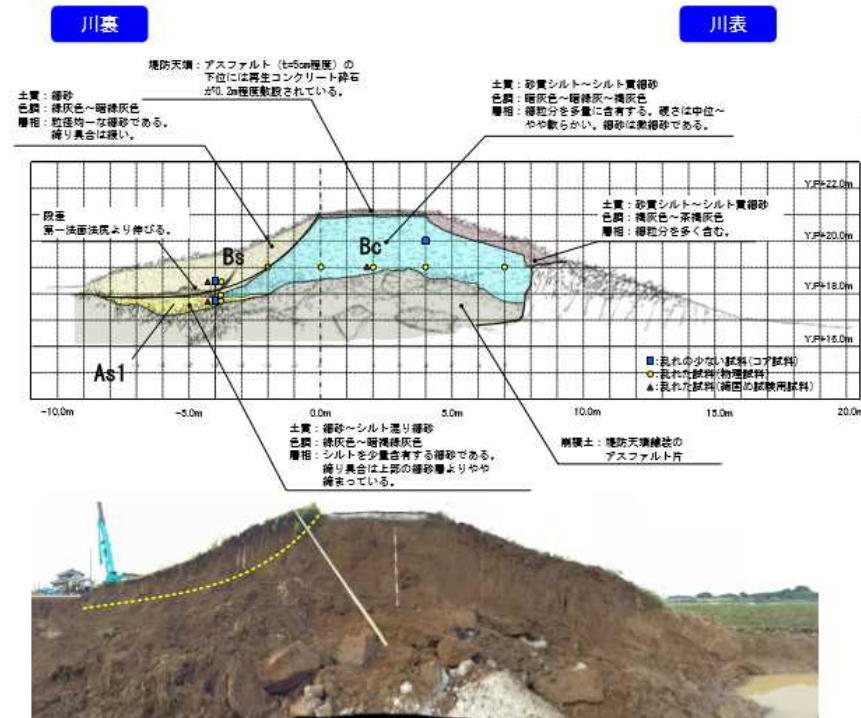 川裏
川表
堤防天端：アスファルト（t=5cm程度）の
下位には再生コンクリート砕石
が0.2m程度敷設されている。
土質：細砂
色調：緑灰色～暗緑灰色
層相：粒径均一な細砂である。
締り具合は緩い。
土質：砂質シルト～シルト質細砂
色調：暗灰色～暗緑灰～褐灰色
層相：細粒分を多量に含有する。硬さは中位～
やや軟らかい。細砂は微細砂である。
Y.P+22.0m
土質：砂質シルト～シルト質細砂
色調：褐灰色～茶褐灰色
層相：細粒分を多く含む。
段差
第一法面法尻より伸びる。
Y.P+20.0m
Bs
Bc
Y.P+18.0m
Y.P+16.0m
As1
■:乱れの少ない試料(コア試料)
○:乱れた試料(物理試料)
▲:乱れた試料(締固め試験用試料)
-10.0m
-5.0m
0.0m
5.0m
10.0m
15.0m
20.0m
土質：細砂～シルト混り細砂
色調：緑灰色～暗褐緑灰色
層相：シルトを少量含有する細砂である。
締り具合は上部の細砂層よりやや
締まっている。
崩積土：堤防天端舗装の
アスファルト片